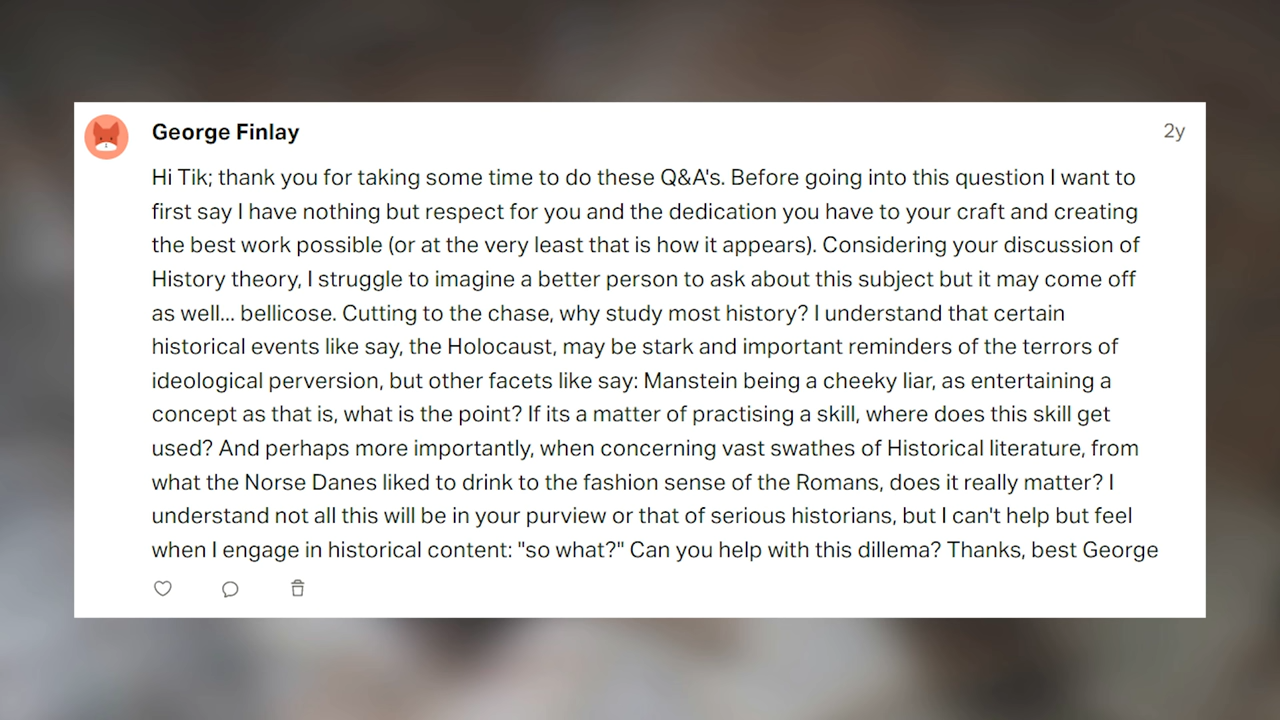 George Finlay
2y
Hi Tik; thank you for taking some time to do these Q&A's. Before going into this question I want to
first say I have nothing but respect for you and the dedication you have to your craft and creating
the best work possible (or at the very least that is how it appears). Considering your discussion of
History theory, I struggle to imagine a better person to ask about this subject but it may come off
as well... bellicose. Cutting to the chase, why study most history? I understand that certain
historical events like say, the Holocaust, may be stark and important reminders of the terrors of
ideological perversion, but other facets like say: Manstein being a cheeky liar, as entertaining a
concept as that is, what is the point? If its a matter of practising a skill, where does this skill get
used? And perhaps more importantly, when concerning vast swathes of Historical literature, from
what the Norse Danes liked to drink to the fashion sense of the Romans, does it really matter? I
understand not all this will be in your purview or that of serious historians, but I can't help but feel
when I engage in historical content: "so what?" Can you help with this dillema? Thanks, best George